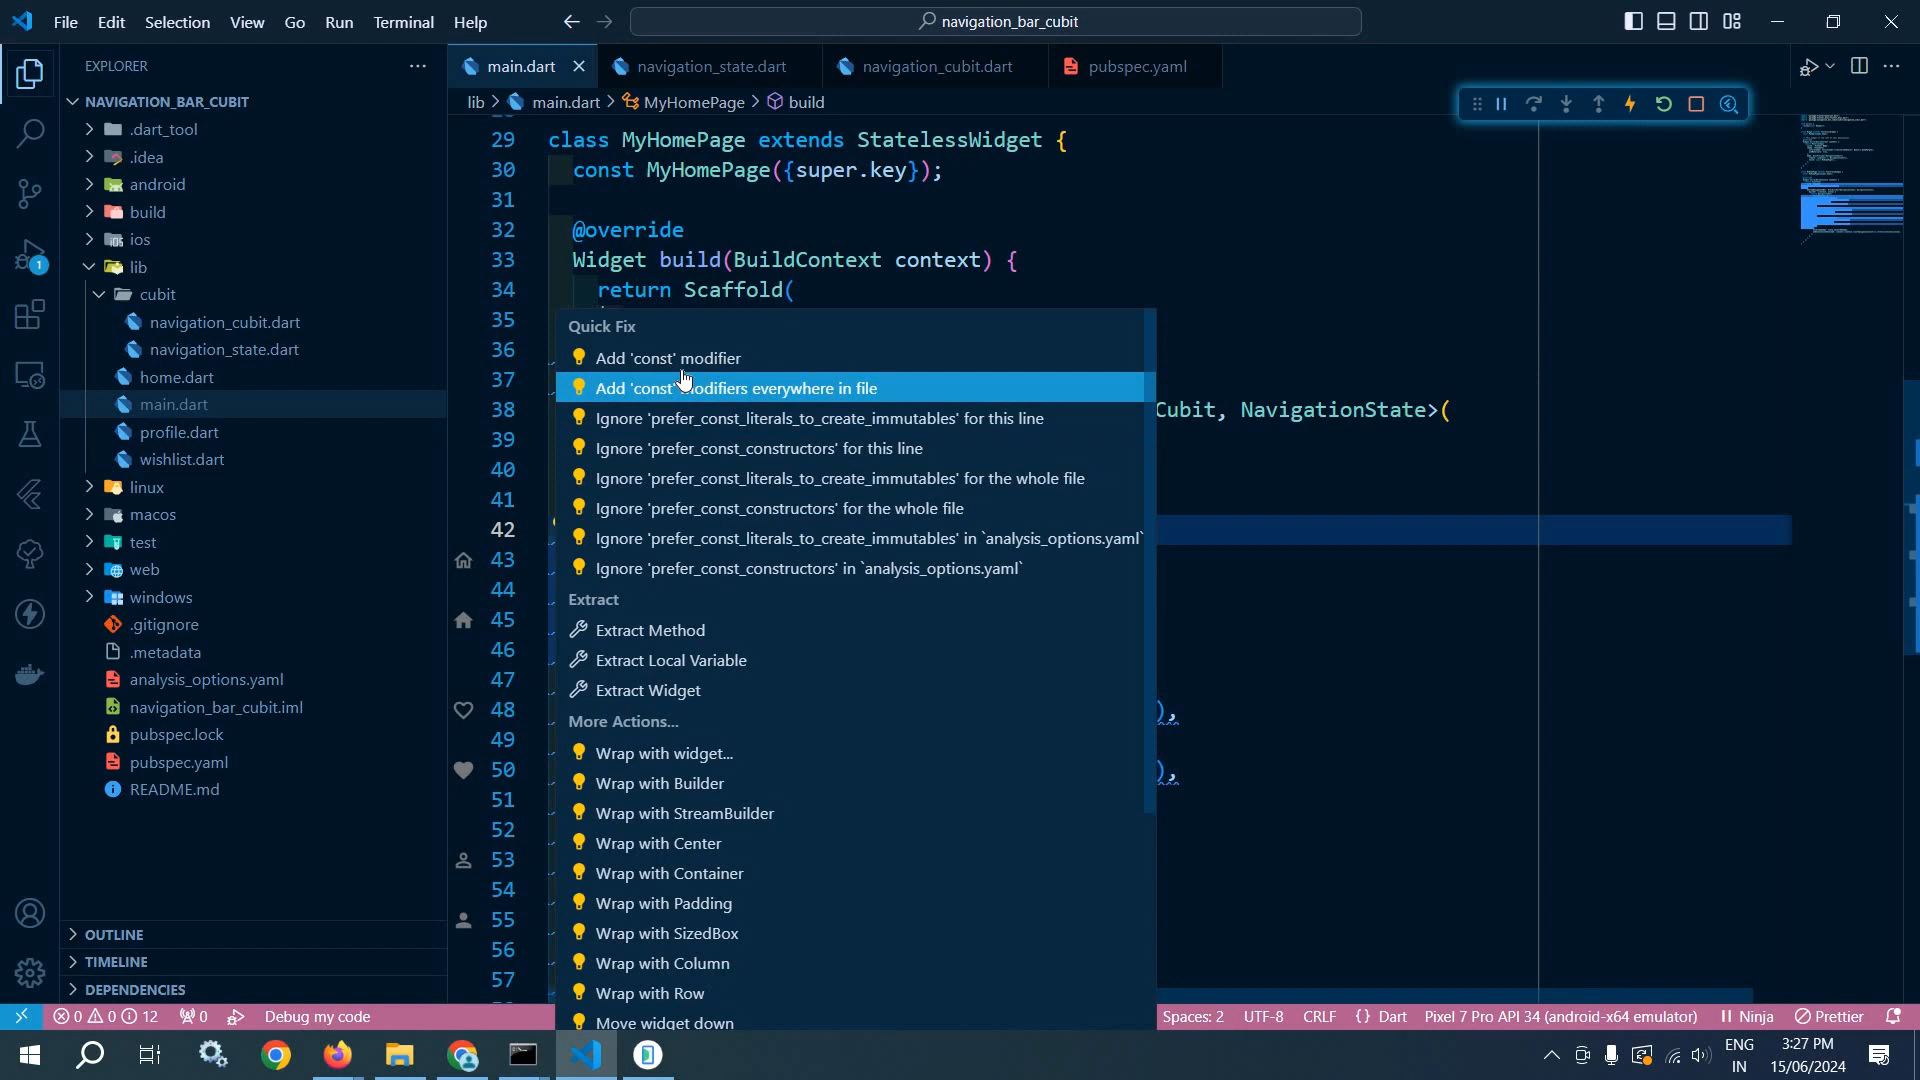 File Edit Selection View Go Run Terminal Help
navigation_bar_cubit
EXPLORER
NAVIGATION_BAR_CUBIT
.dart_tool
.idea
android
build
ios
lib
cubit
navigation_cubit.dart
navigation_state.dart
home.dart
main.dart
profile.dart
wishlist.dart
linux
macos
test
web
windows
.gitignore
.metadata
analysis_options.yaml
navigation_bar_cubit.iml
pubspec.lock
pubspec.yaml
README.md
OUTLINE
TIMELINE
DEPENDENCIES
main.dart navigation_state.dart navigation_cubit.dart pubspec.yaml
lib > main.dart > MyHomePage > build
29 class MyHomePage extends StatelessWidget {
30 const MyHomePage({super.key});
31
32 @override
33 Widget build(BuildContext context) {
34 return Scaffold(
35
36
37
38 Cubit, NavigationState>(
39
40
41
42
43
44
45
46
47
48 ),
49
50 ),
51
52
53
54
55
56
57
Quick Fix
Add 'const' modifier
Add 'const' modifiers everywhere in file
Ignore 'prefer_const_literals_to_create_immutables' for this line
Ignore 'prefer_const_constructors' for this line
Ignore 'prefer_const_literals_to_create_immutables' for the whole file
Ignore 'prefer_const_constructors' for the whole file
Ignore 'prefer_const_literals_to_create_immutables' in `analysis_options.yaml`
Ignore 'prefer_const_constructors' in `analysis_options.yaml`
Extract
Extract Method
Extract Local Variable
Extract Widget
More Actions...
Wrap with widget...
Wrap with Builder
Wrap with StreamBuilder
Wrap with Center
Wrap with Container
Wrap with Padding
Wrap with SizedBox
Wrap with Column
Wrap with Row
Move widget down
1
0 0 12 0 Debug my code
Spaces: 2 UTF-8 CRLF {} Dart Pixel 7 Pro API 34 (android-x64 emulator) Ninja Prettier
ENG
IN
3:27 PM
15/06/2024